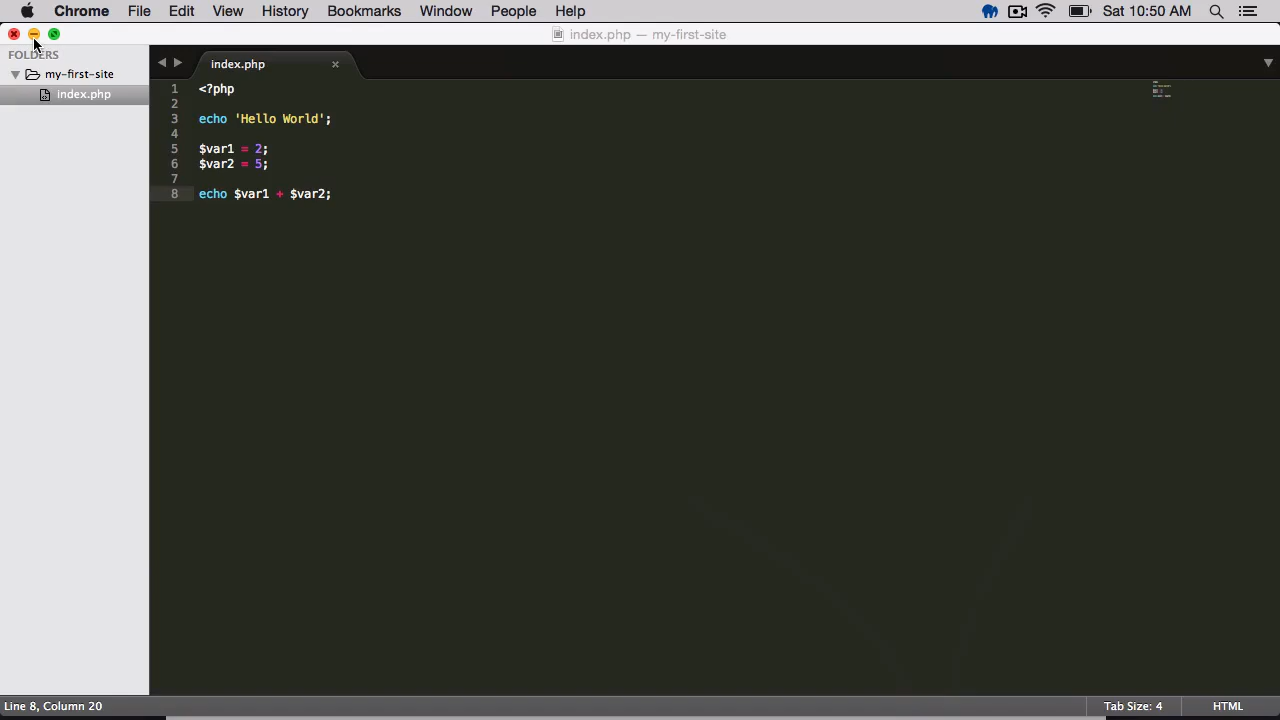 Chrome File Edit View History Bookmarks Window People Help Sat 10:50 AM
index.php — my-first-site
FOLDERS
my-first-site
index.php
index.php
1 <?php
2
3 echo 'Hello World';
4
5 $var1 = 2;
6 $var2 = 5;
7
8 echo $var1 + $var2;
Line 8, Column 20 Tab Size: 4 HTML